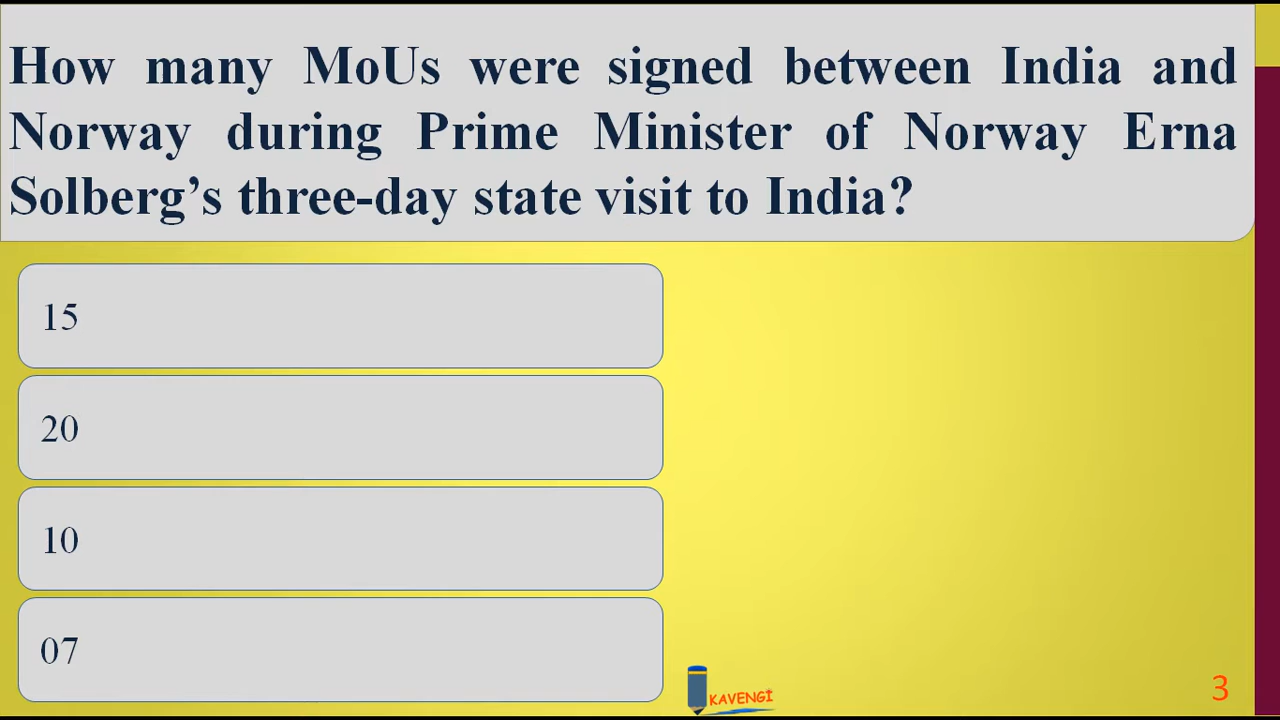 How many MoUs were signed between India and
Norway during Prime Minister of Norway Erna
Solberg’s three-day state visit to India?
15
20
10
07
KAVENGI
3